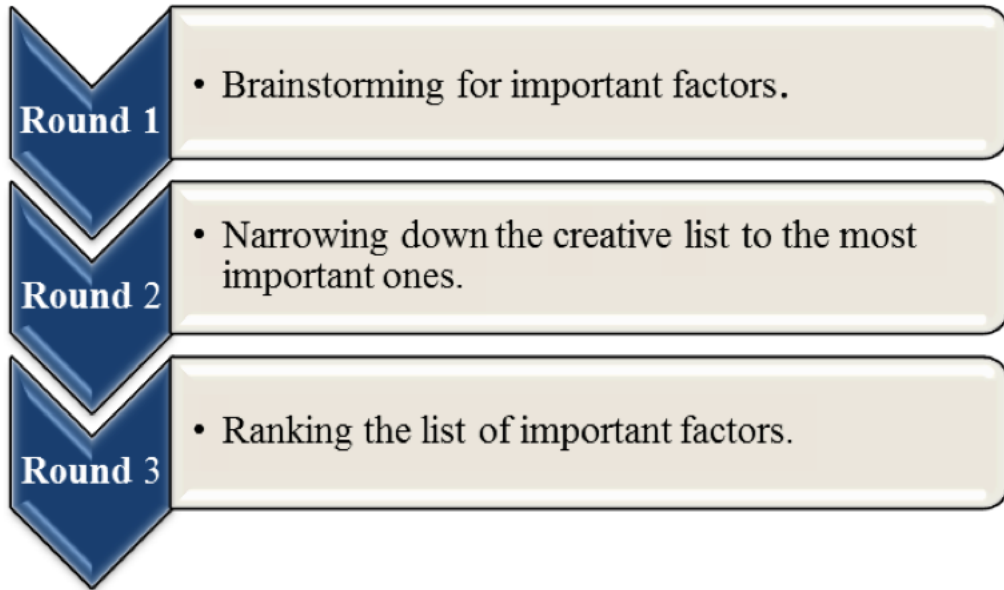 Round 1
• Brainstorming for important factors.
Round 2
• Narrowing down the creative list to the most
important ones.
Round 3
• Ranking the list of important factors.